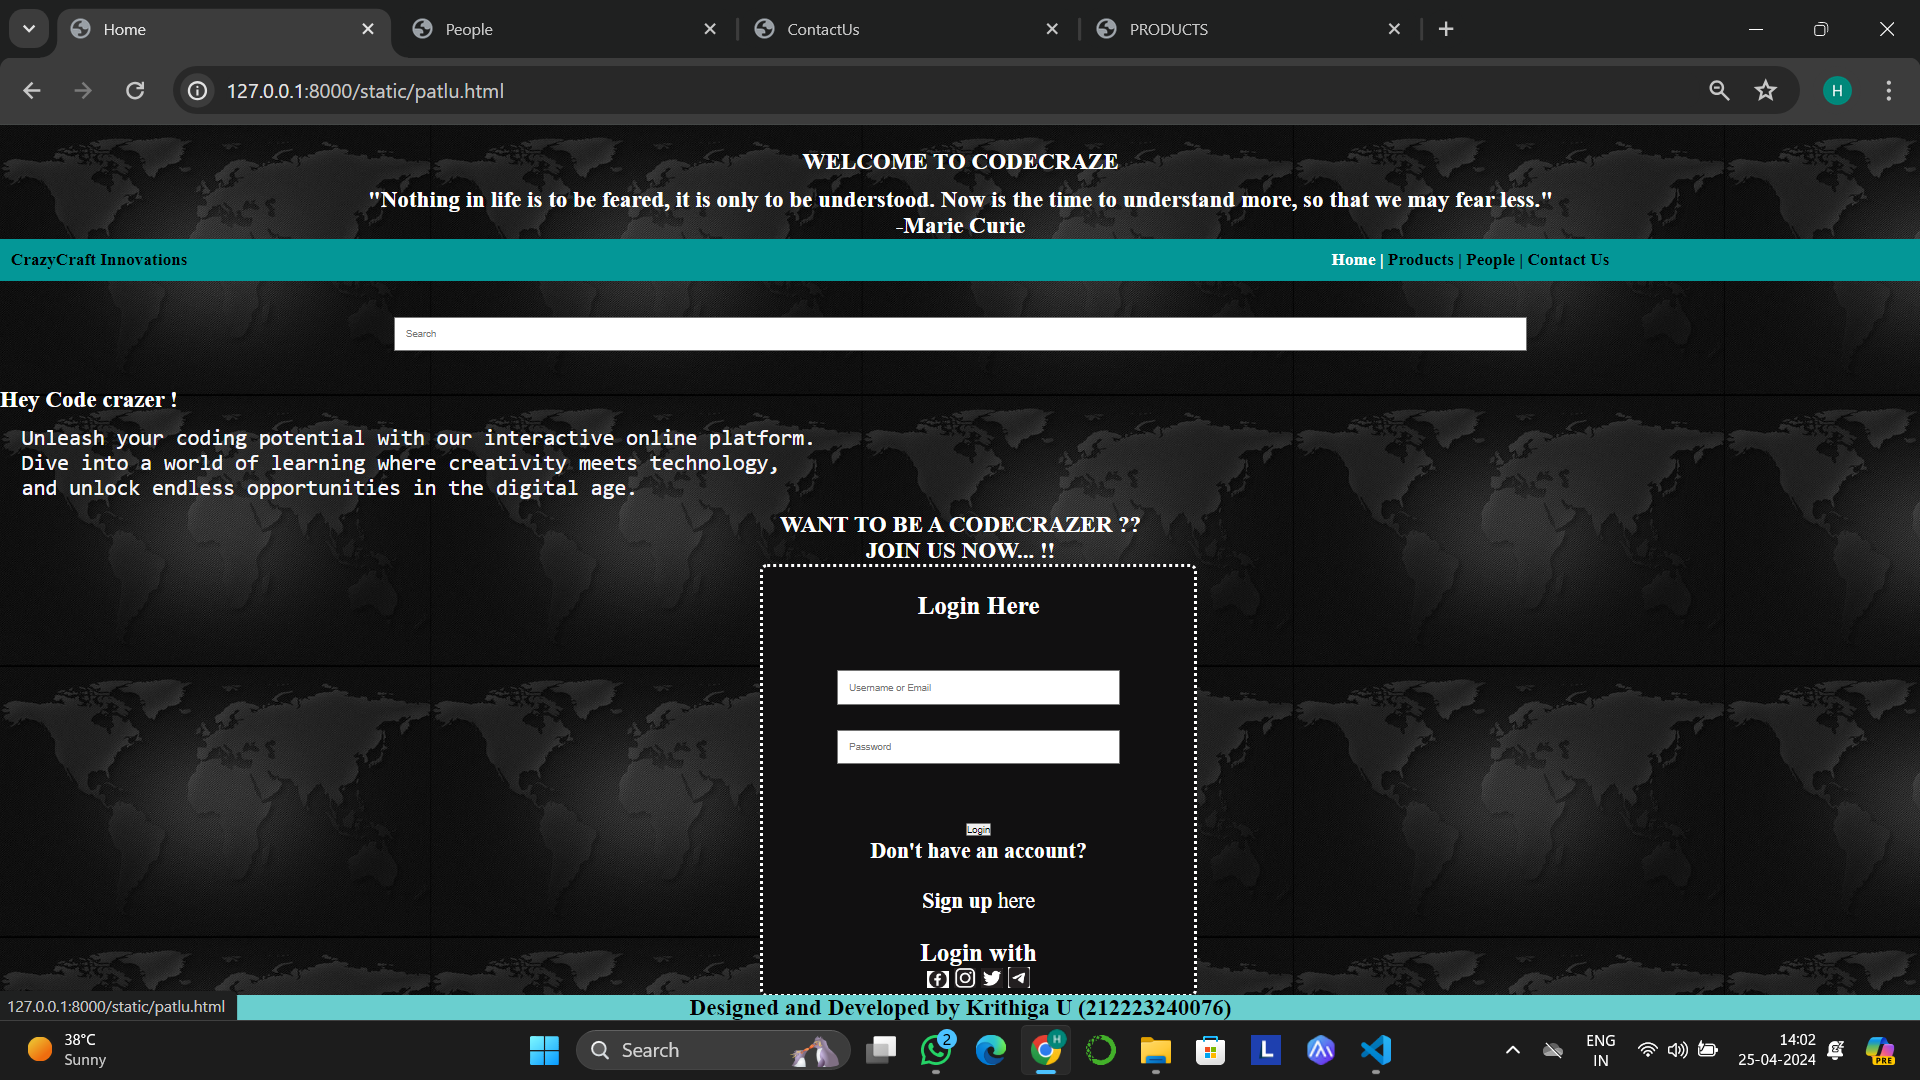 Home
People
ContactUs
PRODUCTS
127.0.0.1:8000/static/patlu.html
H
WELCOME TO CODECRAZE
"Nothing in life is to be feared, it is only to be understood. Now is the time to understand more, so that we may fear less."
-Marie Curie
CrazyCraft Innovations
Home | Products | People | Contact Us
Search
Hey Code crazer !
Unleash your coding potential with our interactive online platform.
Dive into a world of learning where creativity meets technology,
and unlock endless opportunities in the digital age.
WANT TO BE A CODECRAZER ??
JOIN US NOW... !!
Login Here
Username or Email
Password
Login
Don't have an account?
Sign up here
Login with
127.0.0.1:8000/static/patlu.html
Designed and Developed by Krithiga U (212223240076)
38°C
Sunny
Search
2
H
L
PRE
ENG
IN
14:02
25-04-2024